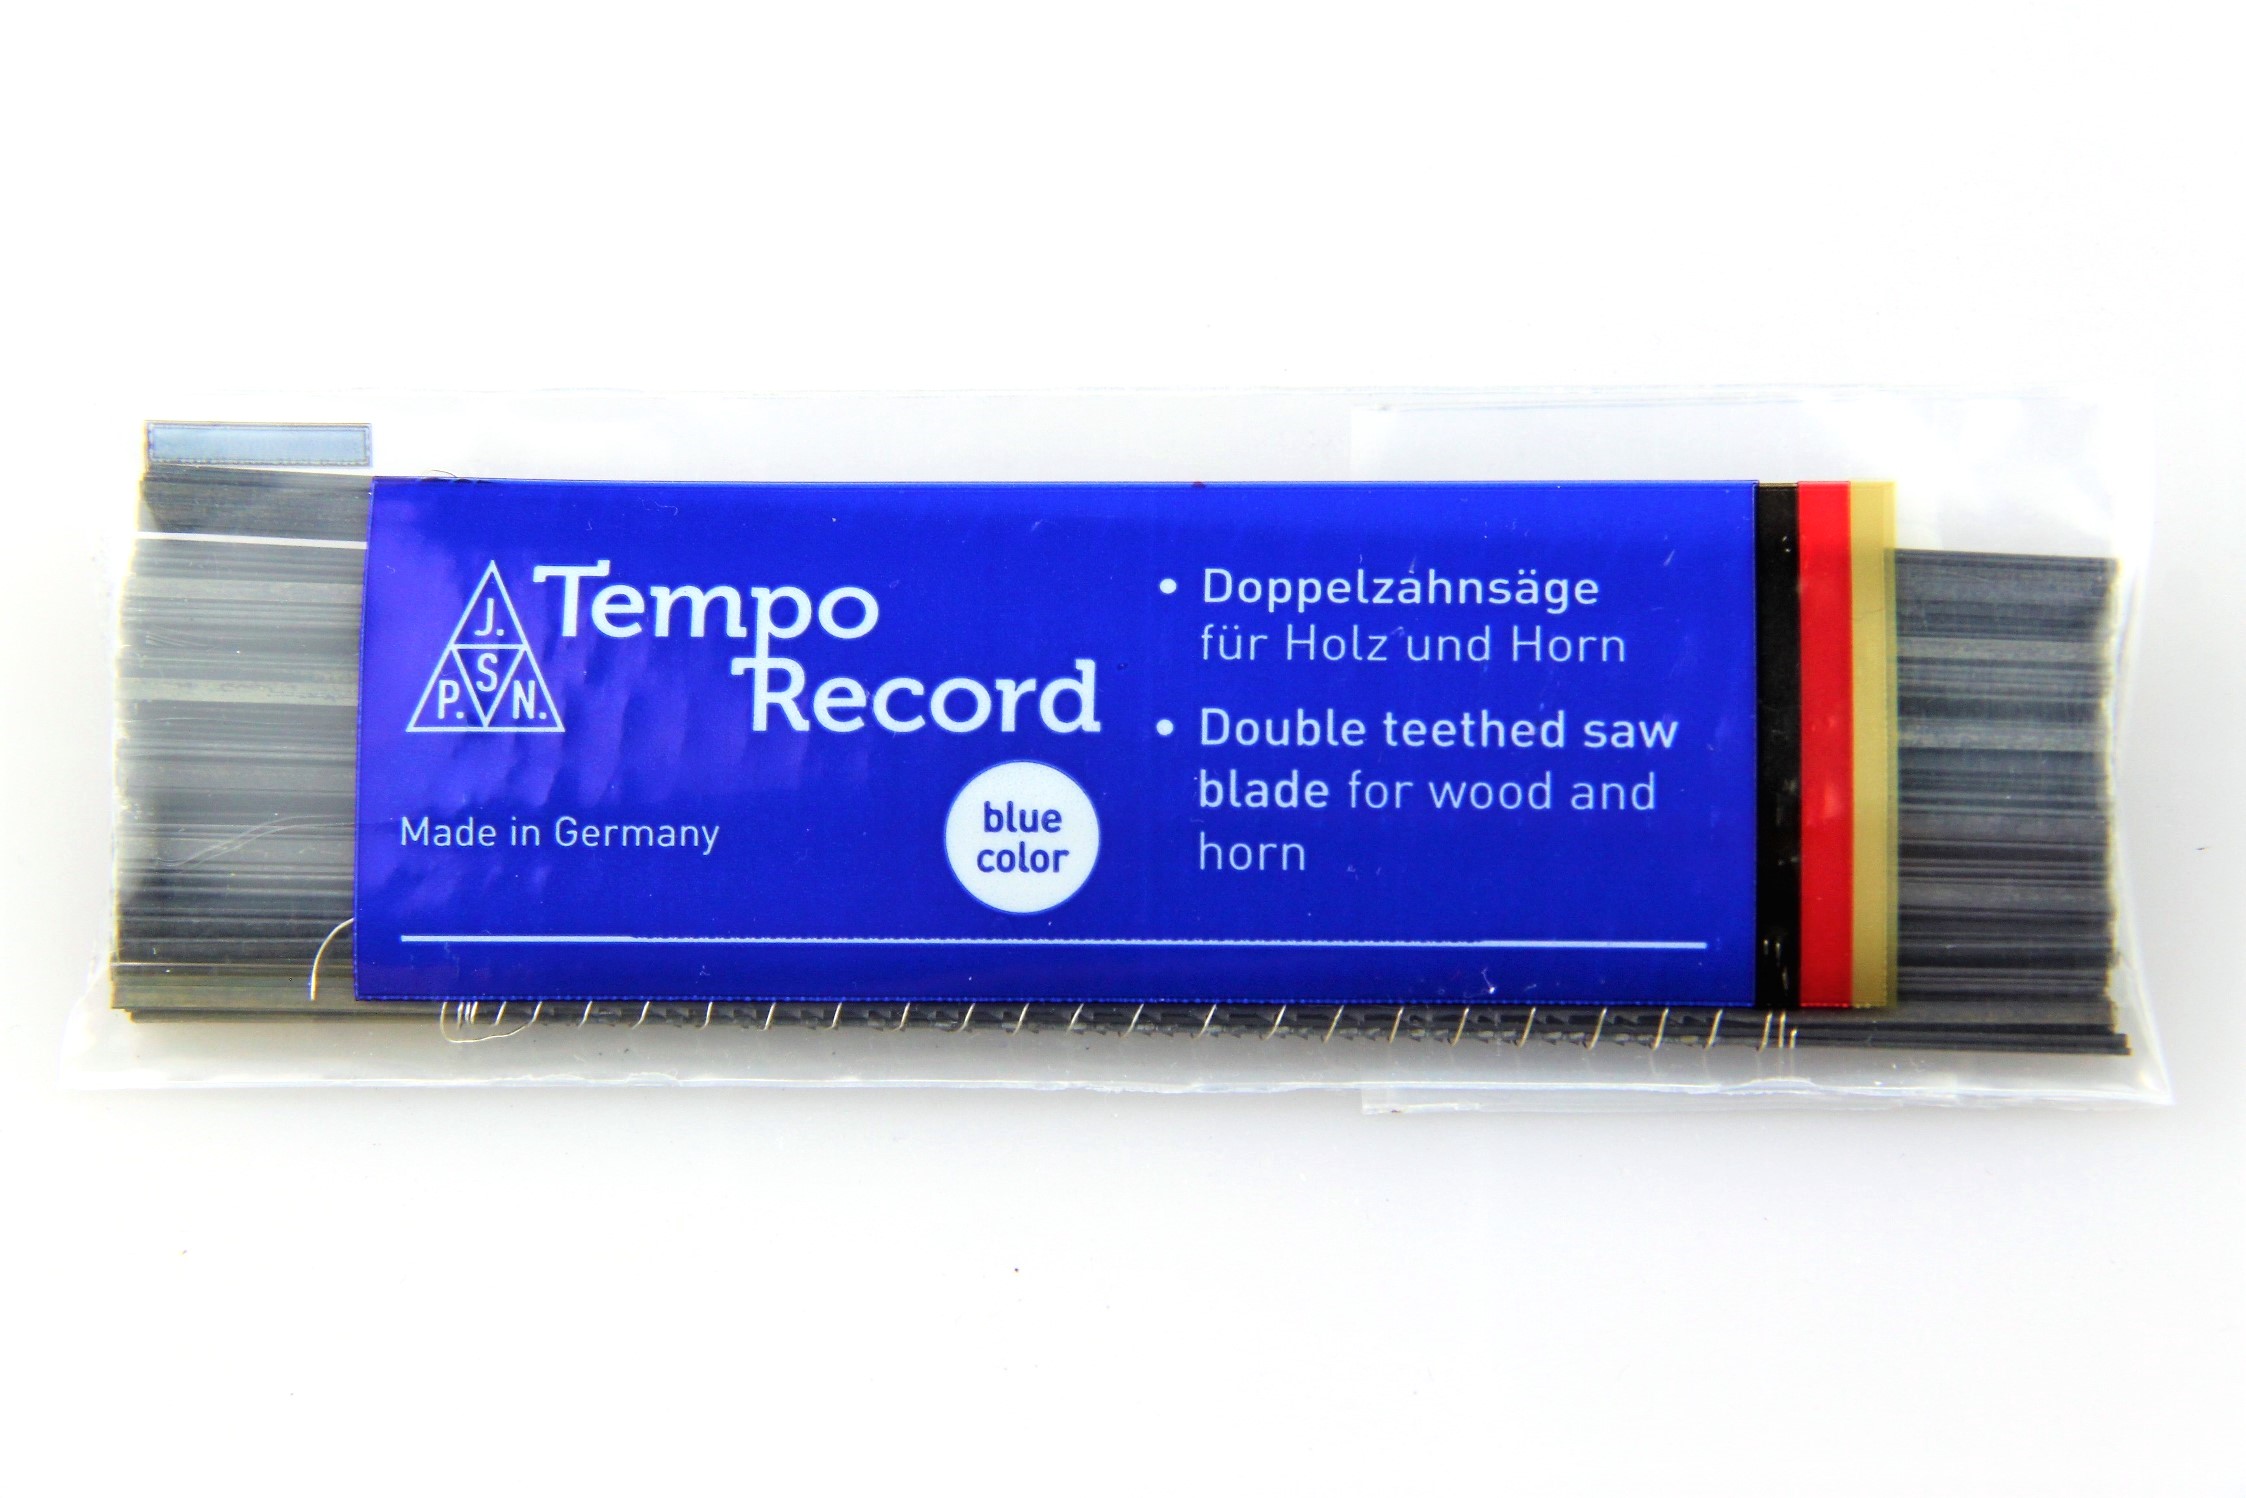 J.
P. S N.
Tempo
Record
Made in Germany
blue
color
• Doppelzahnsäge
für Holz und Horn
• Double teethed saw
blade for wood and
horn